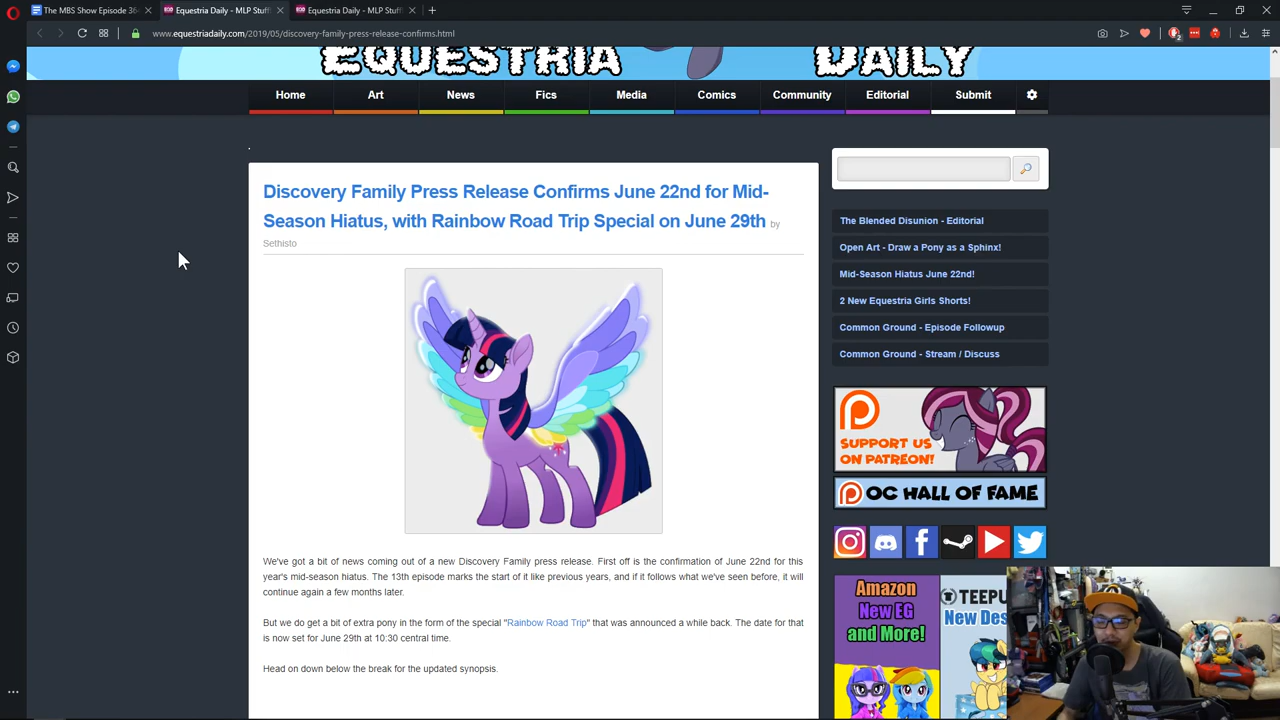 The MBS Show Episode 36
Equestria Daily - MLP Stuff
Equestria Daily - MLP Stuff
www.equestriadaily.com/2019/05/discovery-family-press-release-confirms.html
2
EQUESTRIA DAILY
Home Art News Fics Media Comics Community Editorial Submit
Discovery Family Press Release Confirms June 22nd for Mid-
Season Hiatus, with Rainbow Road Trip Special on June 29th by
Sethisto
We've got a bit of news coming out of a new Discovery Family press release. First off is the confirmation of June 22nd for this
year's mid-season hiatus. The 13th episode marks the start of it like previous years, and if it follows what we've seen before, it will
continue again a few months later.
But we do get a bit of extra pony in the form of the special "Rainbow Road Trip" that was announced a while back. The date for that
is now set for June 29th at 10:30 central time.
Head on down below the break for the updated synopsis.
The Blended Disunion - Editorial
Open Art - Draw a Pony as a Sphinx!
Mid-Season Hiatus June 22nd!
2 New Equestria Girls Shorts!
Common Ground - Episode Followup
Common Ground - Stream / Discuss
SUPPORT US
ON PATREON!
OC HALL OF FAME
Amazon
New EG
and More!
TEEPU
New Des